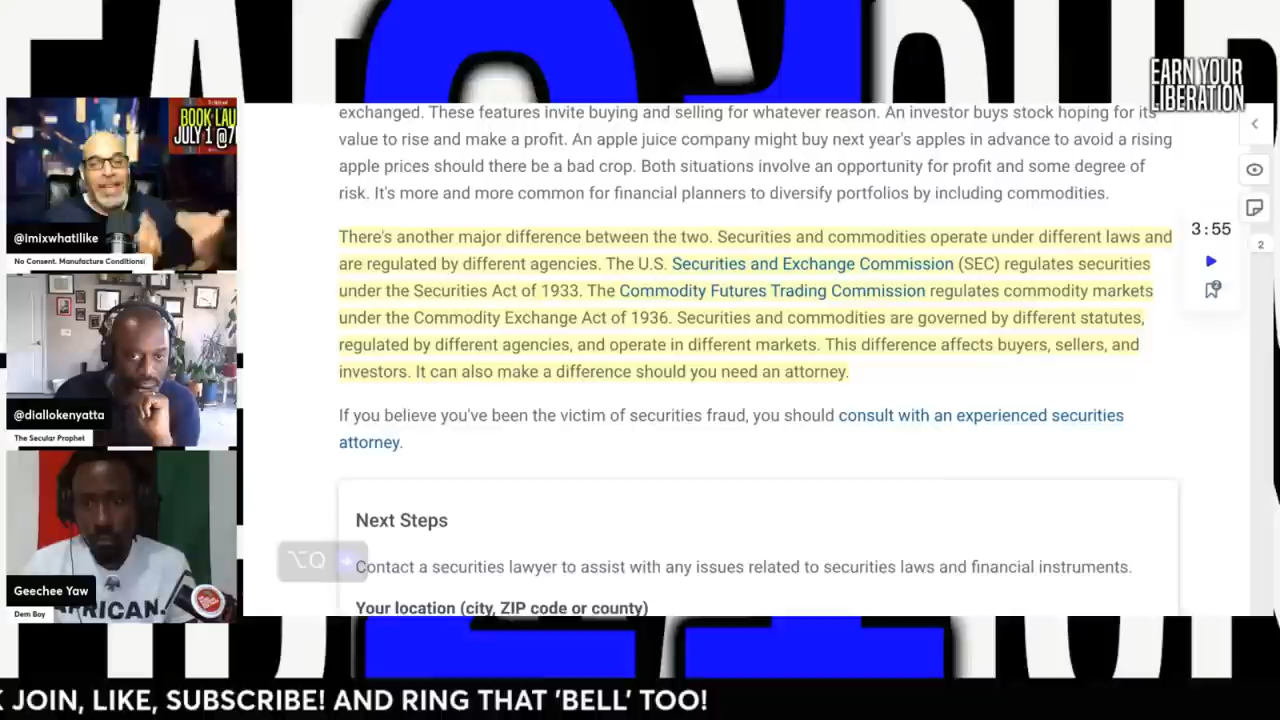 EARN YOUR
LIBERATION
BOOK LAU
JULY 1 @7
@imixwhatilike
No Consent. Manufacture Conditions!
@diallokenyatta
The Secular Prophet
Geechee Yaw
AFRICAN.
Dem Boy
exchanged. These features invite buying and selling for whatever reason. An investor buys stock hoping for its
value to rise and make a profit. An apple juice company might buy next year's apples in advance to avoid a rising
apple prices should there be a bad crop. Both situations involve an opportunity for profit and some degree of
risk. It's more and more common for financial planners to diversify portfolios by including commodities.
There's another major difference between the two. Securities and commodities operate under different laws and
are regulated by different agencies. The U.S. Securities and Exchange Commission (SEC) regulates securities
under the Securities Act of 1933. The Commodity Futures Trading Commission regulates commodity markets
under the Commodity Exchange Act of 1936. Securities and commodities are governed by different statutes,
regulated by different agencies, and operate in different markets. This difference affects buyers, sellers, and
investors. It can also make a difference should you need an attorney.
If you believe you've been the victim of securities fraud, you should consult with an experienced securities
attorney.
Next Steps
⌥Q
Contact a securities lawyer to assist with any issues related to securities laws and financial instruments.
Your location (city, ZIP code or county)
3:55
2
K JOIN, LIKE, SUBSCRIBE! AND RING THAT 'BELL' TOO!